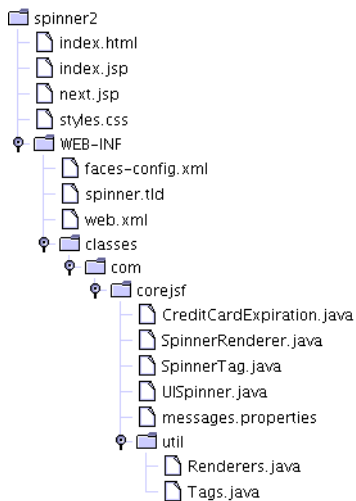 spinner2
index.html
index.jsp
next.jsp
styles.css
WEB-INF
faces-config.xml
spinner.tld
web.xml
classes
com
corejsf
CreditCardExpiration.java
SpinnerRenderer.java
SpinnerTag.java
UISpinner.java
messages.properties
util
Renderers.java
Tags.java